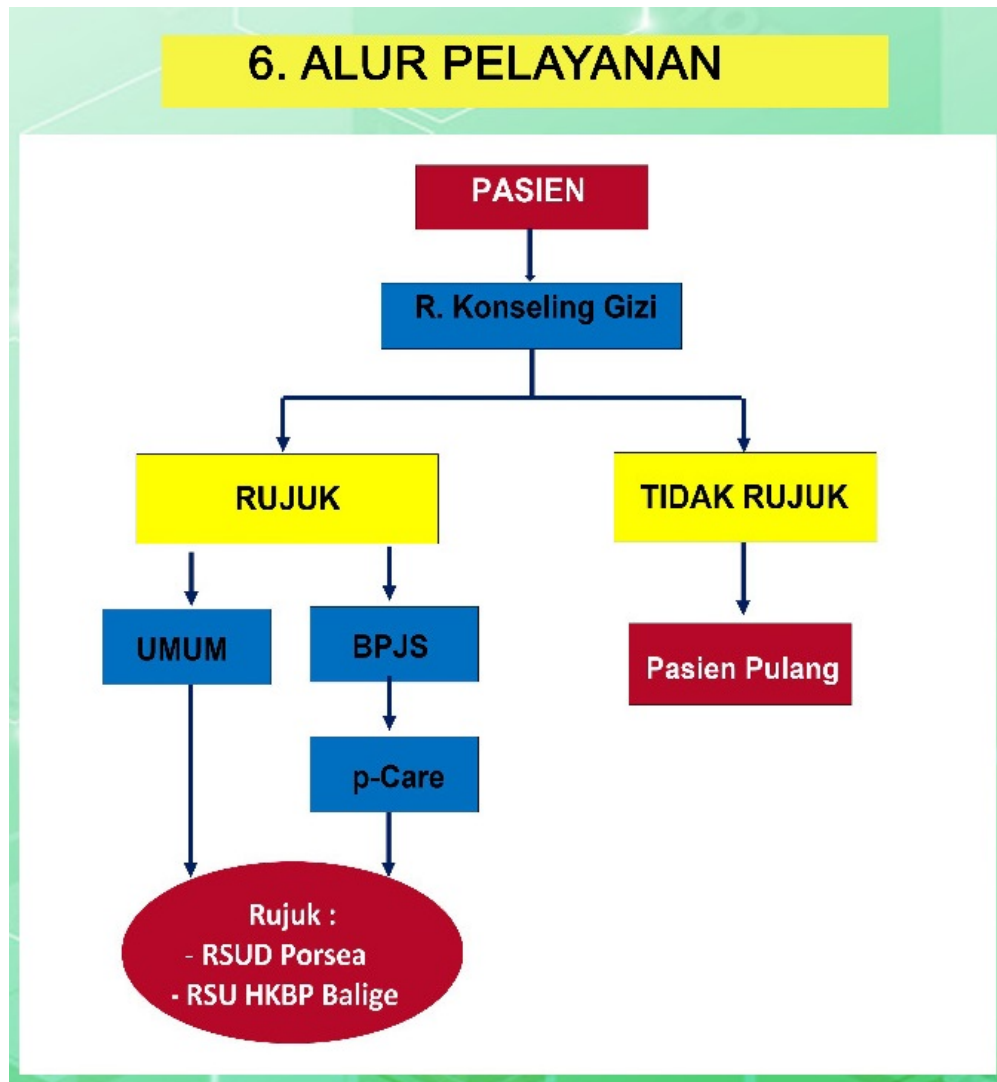 6. ALUR PELAYANAN
PASIEN
R. Konseling Gizi
RUJUK
TIDAK RUJUK
UMUM
BPJS
Pasien Pulang
p-Care
Rujuk :
- RSUD Porsea
- RSU HKBP Balige